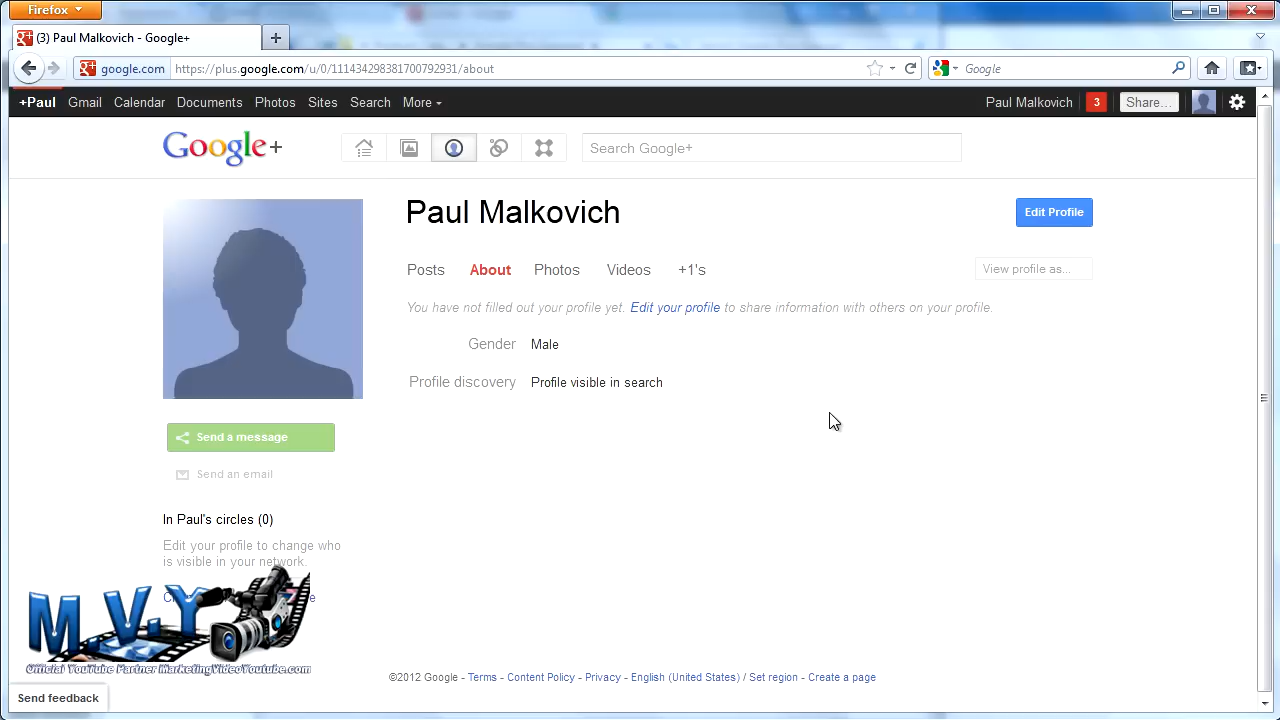 Firefox
(3) Paul Malkovich - Google+
google.com https://plus.google.com/u/0/111434298381700792931/about Google
+Paul Gmail Calendar Documents Photos Sites Search More Paul Malkovich 3 Share...
Google+ Search Google+
Paul Malkovich Edit Profile
Posts About Photos Videos +1's View profile as...
You have not filled out your profile yet. Edit your profile to share information with others on your profile.
Gender Male
Profile discovery Profile visible in search
Send a message
Send an email
In Paul's circles (0)
Edit your profile to change who
is visible in your network.
M.V.Y
Official YouTube Partner MarketingVideoYoutube.com
©2012 Google - Terms - Content Policy - Privacy - English (United States) / Set region - Create a page
Send feedback